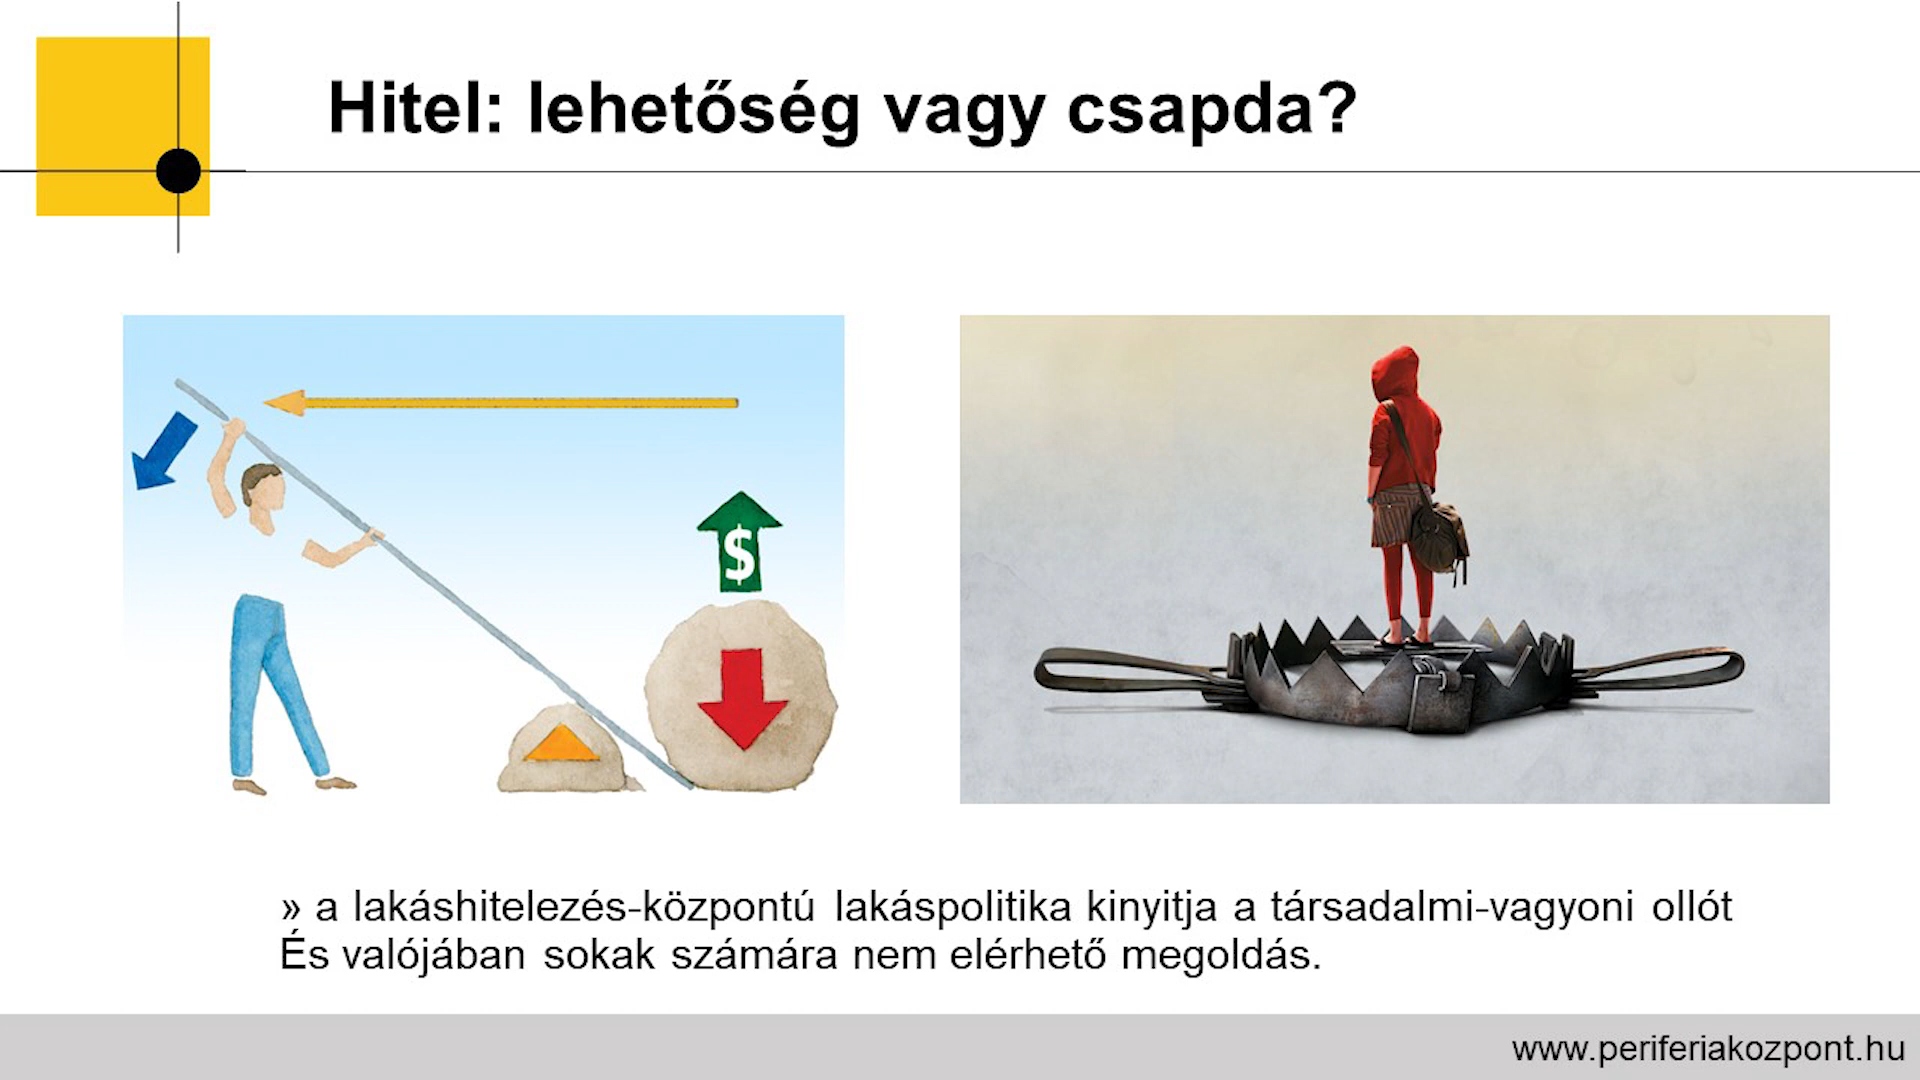 Hitel: lehetőség vagy csapda?
$
» a lakáshitelezés-központú lakáspolitika kinyitja a társadalmi-vagyoni ollót
És valójában sokak számára nem elérhető megoldás.
www.periferiakozpont.hu